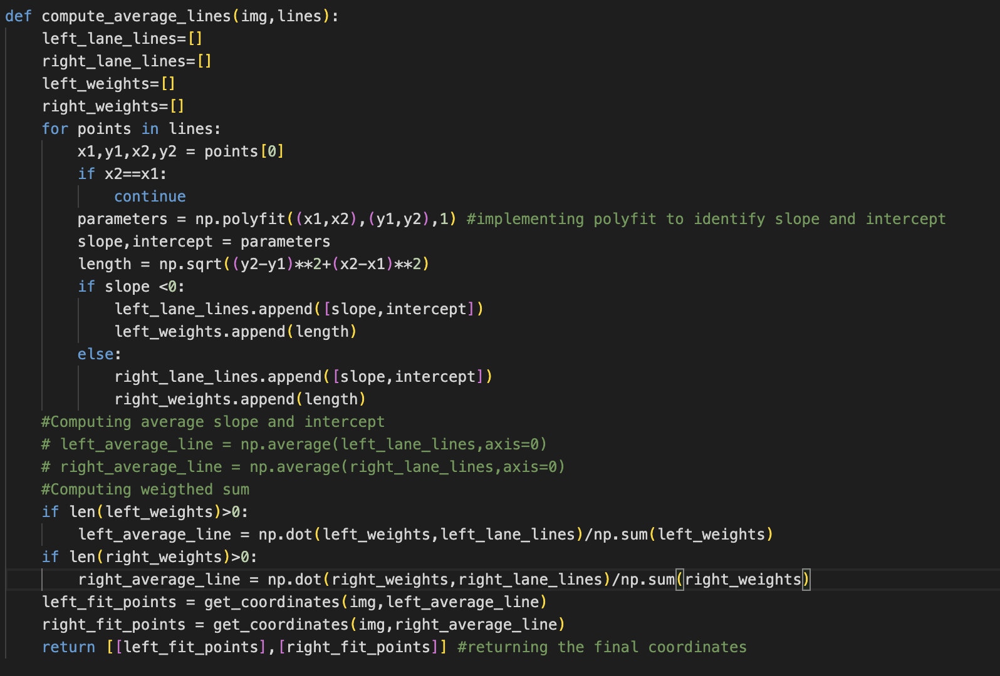 def compute_average_lines(img,lines):
    left_lane_lines=[]
    right_lane_lines=[]
    left_weights=[]
    right_weights=[]
    for points in lines:
        x1,y1,x2,y2 = points[0]
        if x2==x1:
            continue
        parameters = np.polyfit((x1,x2),(y1,y2),1) #implementing polyfit to identify slope and intercept
        slope,intercept = parameters
        length = np.sqrt((y2-y1)**2+(x2-x1)**2)
        if slope <0:
            left_lane_lines.append([slope,intercept])
            left_weights.append(length)
        else:
            right_lane_lines.append([slope,intercept])
            right_weights.append(length)
    #Computing average slope and intercept
    # left_average_line = np.average(left_lane_lines,axis=0)
    # right_average_line = np.average(right_lane_lines,axis=0)
    #Computing weigthed sum
    if len(left_weights)>0:
        left_average_line = np.dot(left_weights,left_lane_lines)/np.sum(left_weights)
    if len(right_weights)>0:
        right_average_line = np.dot(right_weights,right_lane_lines)/np.sum(right_weights)
    left_fit_points = get_coordinates(img,left_average_line)
    right_fit_points = get_coordinates(img,right_average_line)
    return [[left_fit_points],[right_fit_points]] #returning the final coordinates